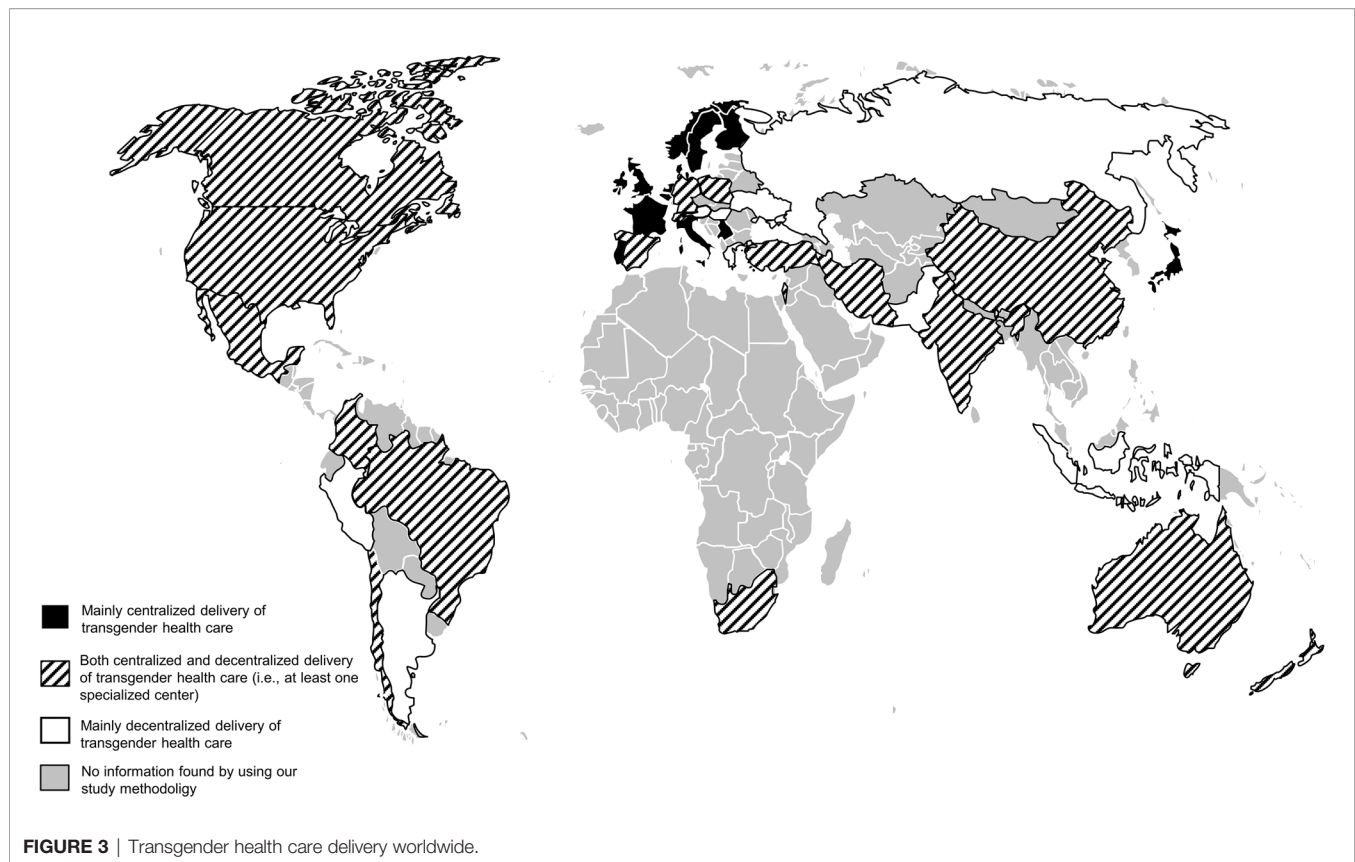 Mainly centralized delivery of
transgender health care
Both centralized and decentralized delivery
of transgender health care (i.e., at least one
specialized center)
Mainly decentralized delivery of
transgender health care
No information found by using our
study methodoligy
FIGURE 3 | Transgender health care delivery worldwide.